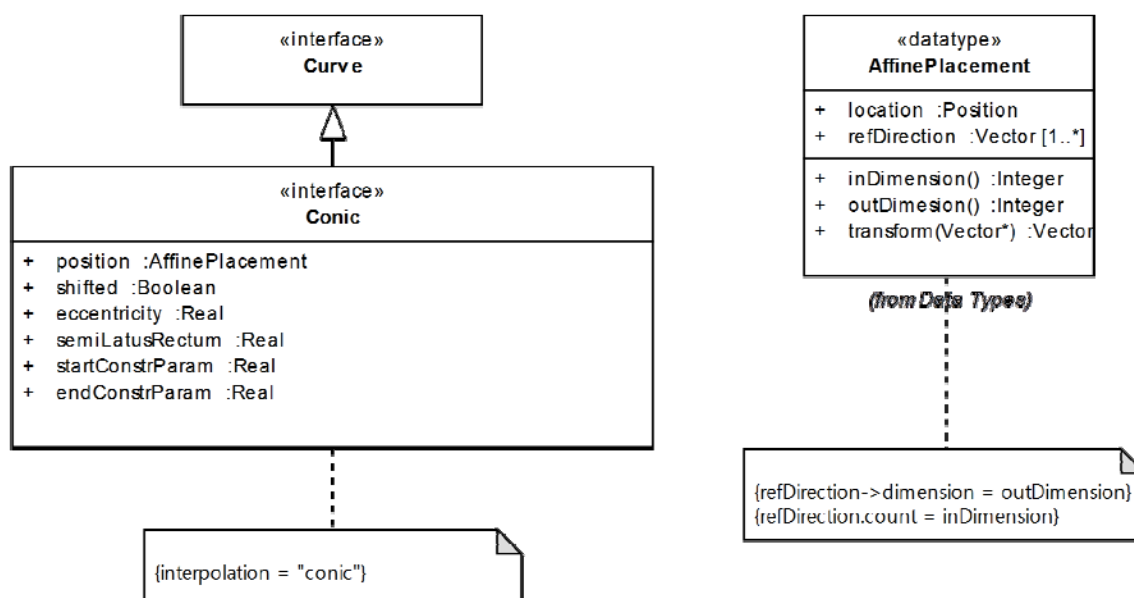 «interface»
Curve
«interface»
Conic
+ position :AffinePlacement
+ shifted :Boolean
+ eccentricity :Real
+ semiLatusRectum :Real
+ startConstrParam :Real
+ endConstrParam :Real
{interpolation = "conic"}
«datatype»
AffinePlacement
+ location :Position
+ refDirection :Vector [1..*]
+ inDimension() :Integer
+ outDimesion() :Integer
+ transform(Vector*) :Vector
(from Data Types)
{refDirection->dimension = outDimension}
{refDirection.count = inDimension}